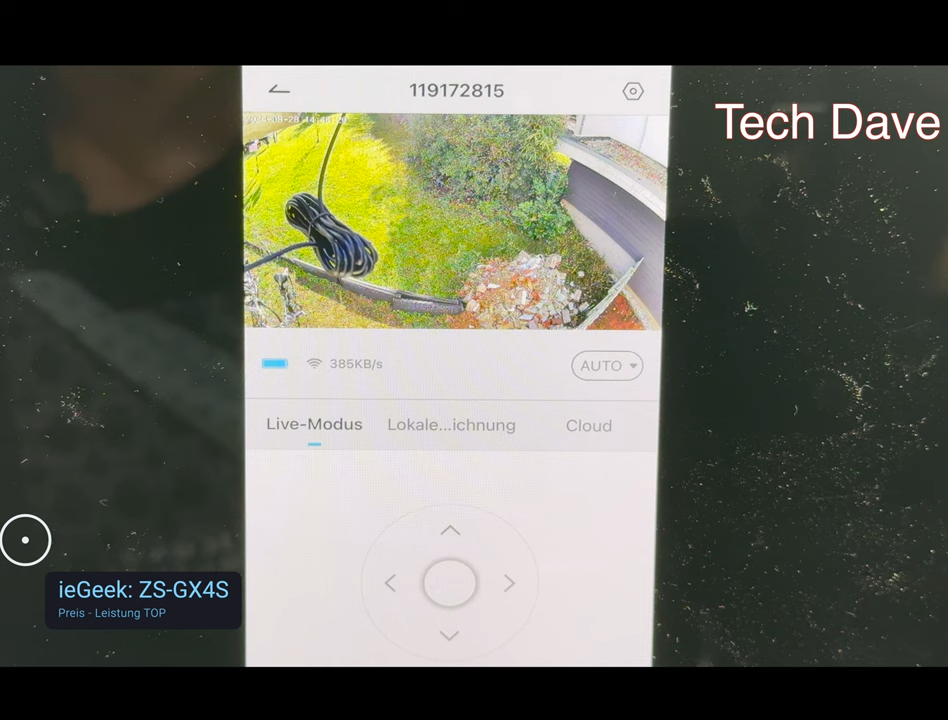 119172815
Tech Dave
385KB/s
AUTO
Live-Modus
Lokale...ichnung
Cloud
ieGeek: ZS-GX4S
Preis - Leistung TOP